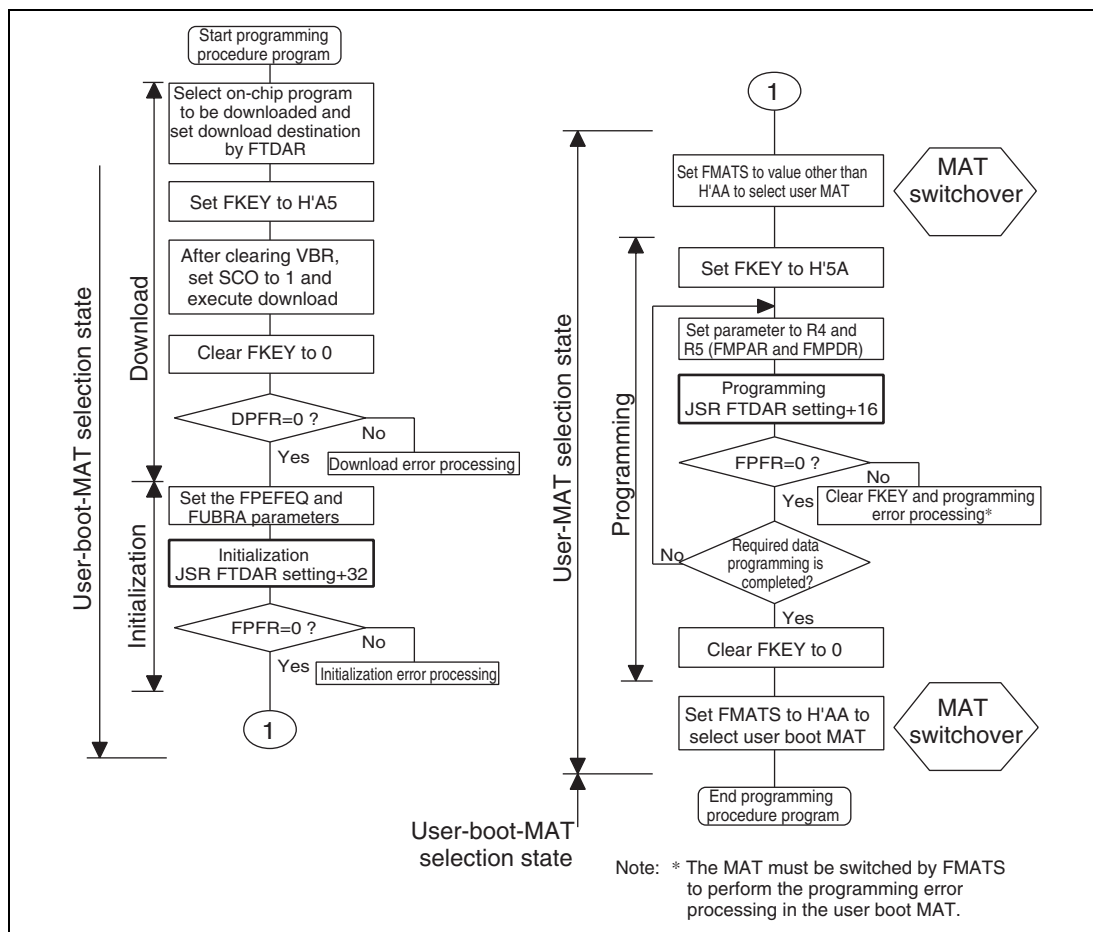 Start programming
procedure program
Select on-chip program
to be downloaded and
set download destination
by FTDAR
Set FKEY to H'A5
After clearing VBR,
set SCO to 1 and
execute download
Clear FKEY to 0
DPFR=0 ?
No
Yes
Download error processing
Set the FPEFEQ and
FUBRA parameters
Initialization
JSR FTDAR setting+32
FPFR=0 ?
No
Yes
Initialization error processing
1
Download
Initialization
User-boot-MAT selection state
1
Set FMATS to value other than
H'AA to select user MAT
MAT
switchover
Set FKEY to H'5A
Set parameter to R4 and
R5 (FMPAR and FMPDR)
Programming
JSR FTDAR setting+16
FPFR=0 ?
No
Yes
Clear FKEY and programming
error processing*
Required data
programming is
completed?
No
Yes
Clear FKEY to 0
Set FMATS to H'AA to
select user boot MAT
MAT
switchover
End programming
procedure program
Programming
User-MAT selection state
User-boot-MAT
selection state
Note: * The MAT must be switched by FMATS
to perform the programming error
processing in the user boot MAT.